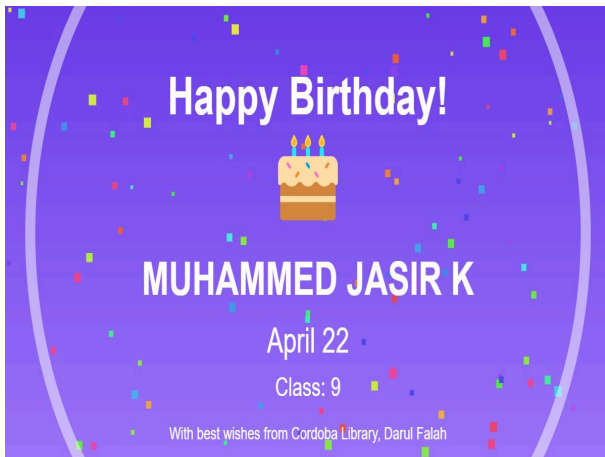 Happy Birthday!
MUHAMMED JASIR K
April 22
Class: 9
With best wishes from Cordoba Library, Darul Falah